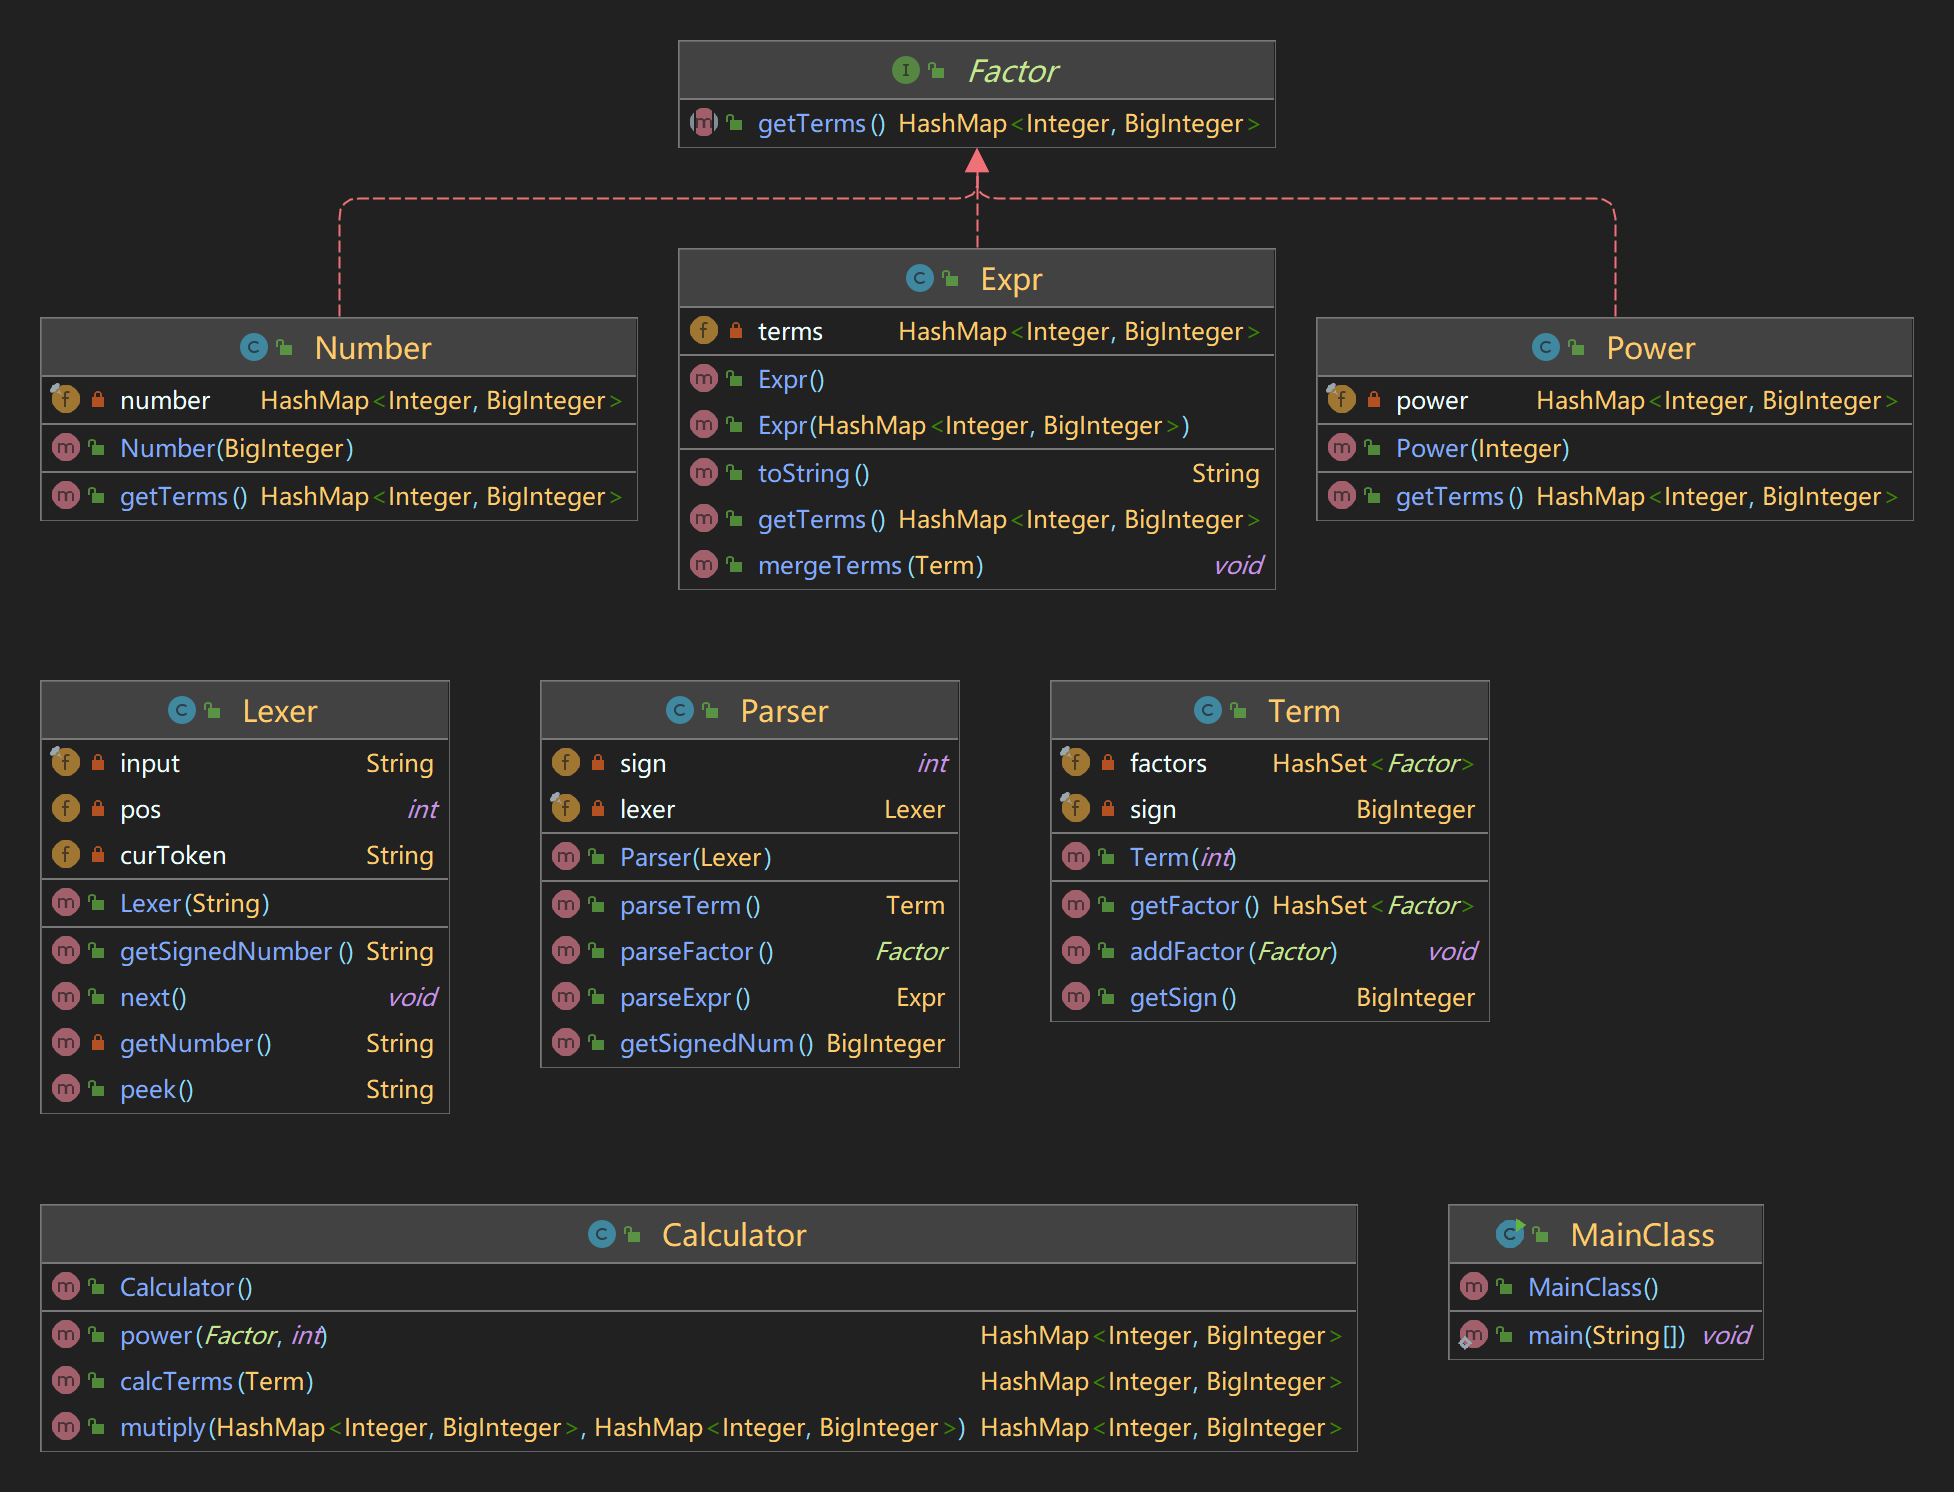 Factor
getTerms() HashMap<Integer, BigInteger>
Expr
terms HashMap<Integer, BigInteger>
Expr()
Expr(HashMap<Integer, BigInteger>)
toString() String
getTerms() HashMap<Integer, BigInteger>
mergeTerms(Term) void
Number
number HashMap<Integer, BigInteger>
Number(BigInteger)
getTerms() HashMap<Integer, BigInteger>
Power
power HashMap<Integer, BigInteger>
Power(Integer)
getTerms() HashMap<Integer, BigInteger>
Lexer
input String
pos int
curToken String
Lexer(String)
getSignedNumber() String
next() void
getNumber() String
peek() String
Parser
sign int
lexer Lexer
Parser(Lexer)
parseTerm() Term
parseFactor() Factor
parseExpr() Expr
getSignedNum() BigInteger
Term
factors HashSet<Factor>
sign BigInteger
Term(int)
getFactor() HashSet<Factor>
addFactor(Factor) void
getSign() BigInteger
Calculator
Calculator()
power(Factor, int) HashMap<Integer, BigInteger>
calcTerms(Term) HashMap<Integer, BigInteger>
mutiply(HashMap<Integer, BigInteger>, HashMap<Integer, BigInteger>) HashMap<Integer, BigInteger>
MainClass
MainClass()
main(String[]) void